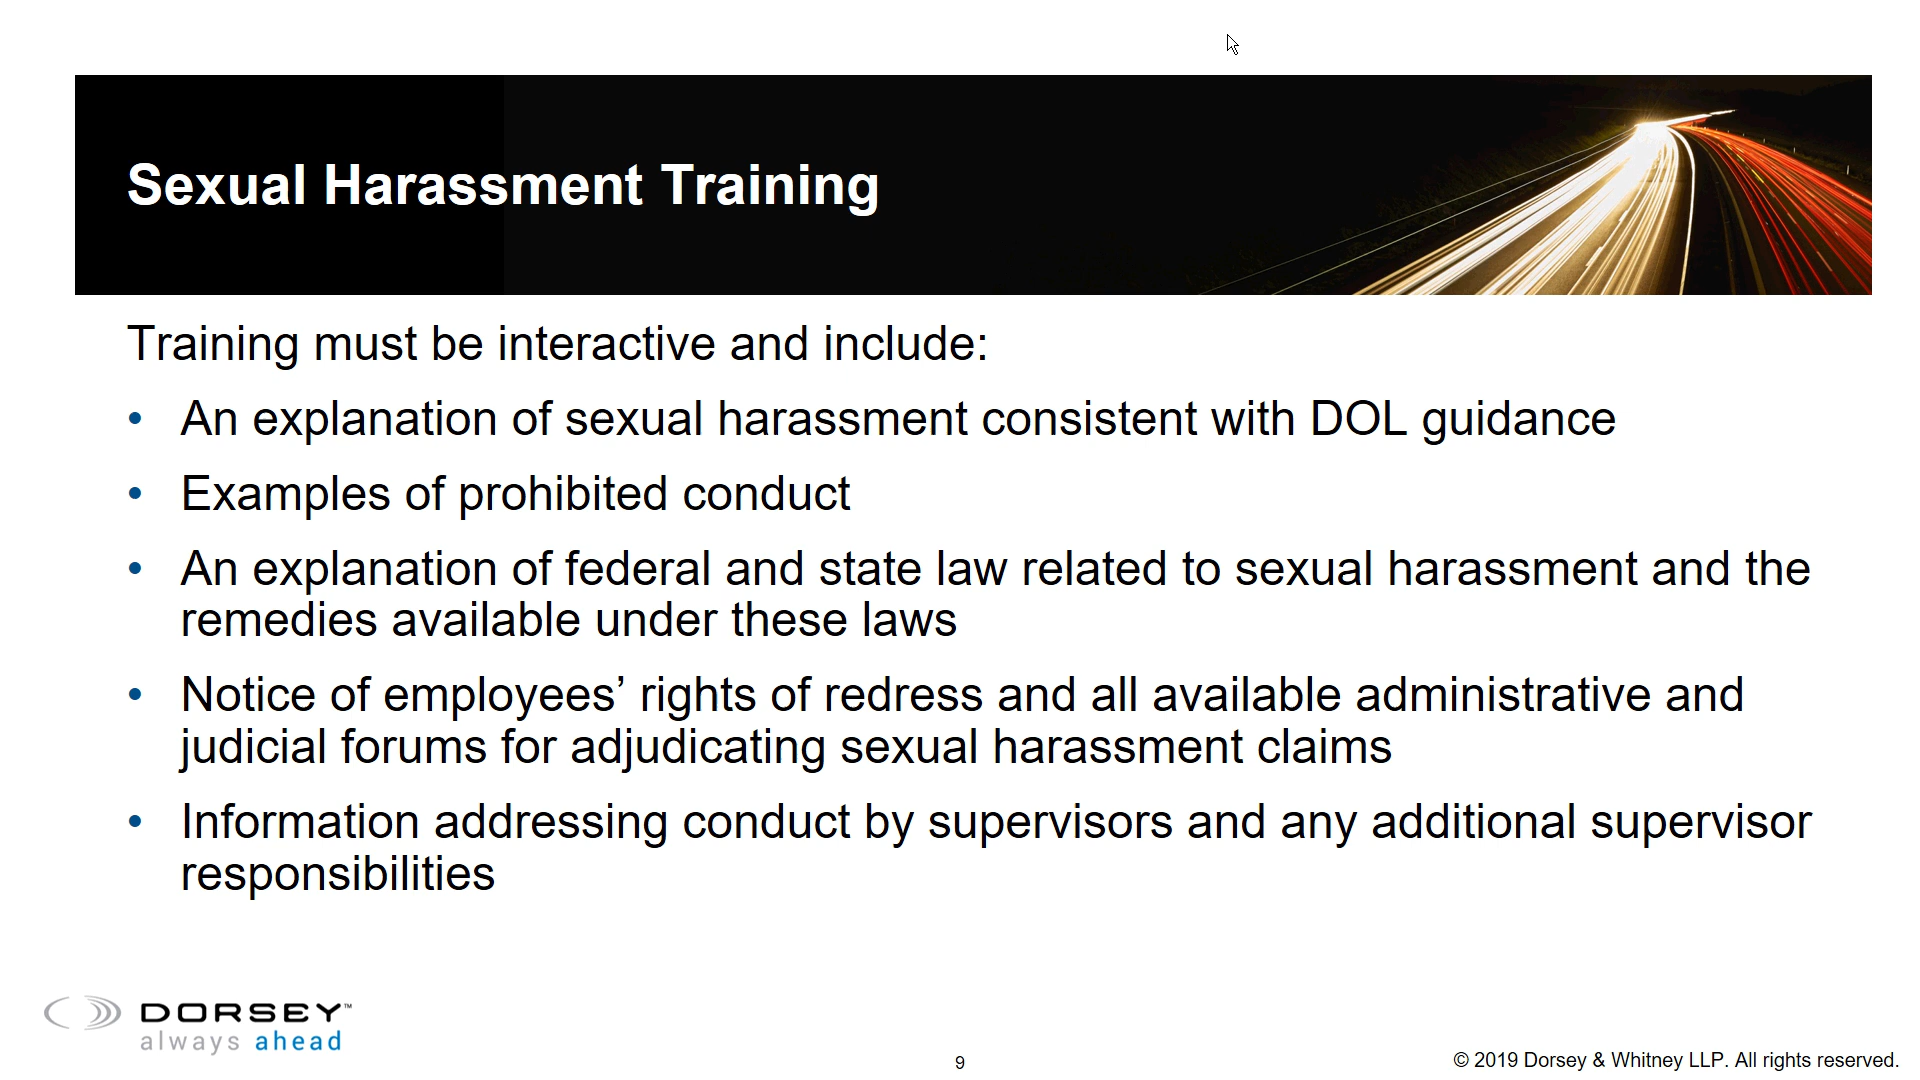 Sexual Harassment Training
Training must be interactive and include:
• An explanation of sexual harassment consistent with DOL guidance
• Examples of prohibited conduct
• An explanation of federal and state law related to sexual harassment and the
remedies available under these laws
• Notice of employees’ rights of redress and all available administrative and
judicial forums for adjudicating sexual harassment claims
• Information addressing conduct by supervisors and any additional supervisor
responsibilities
DORSEY™
always ahead
9
© 2019 Dorsey & Whitney LLP. All rights reserved.